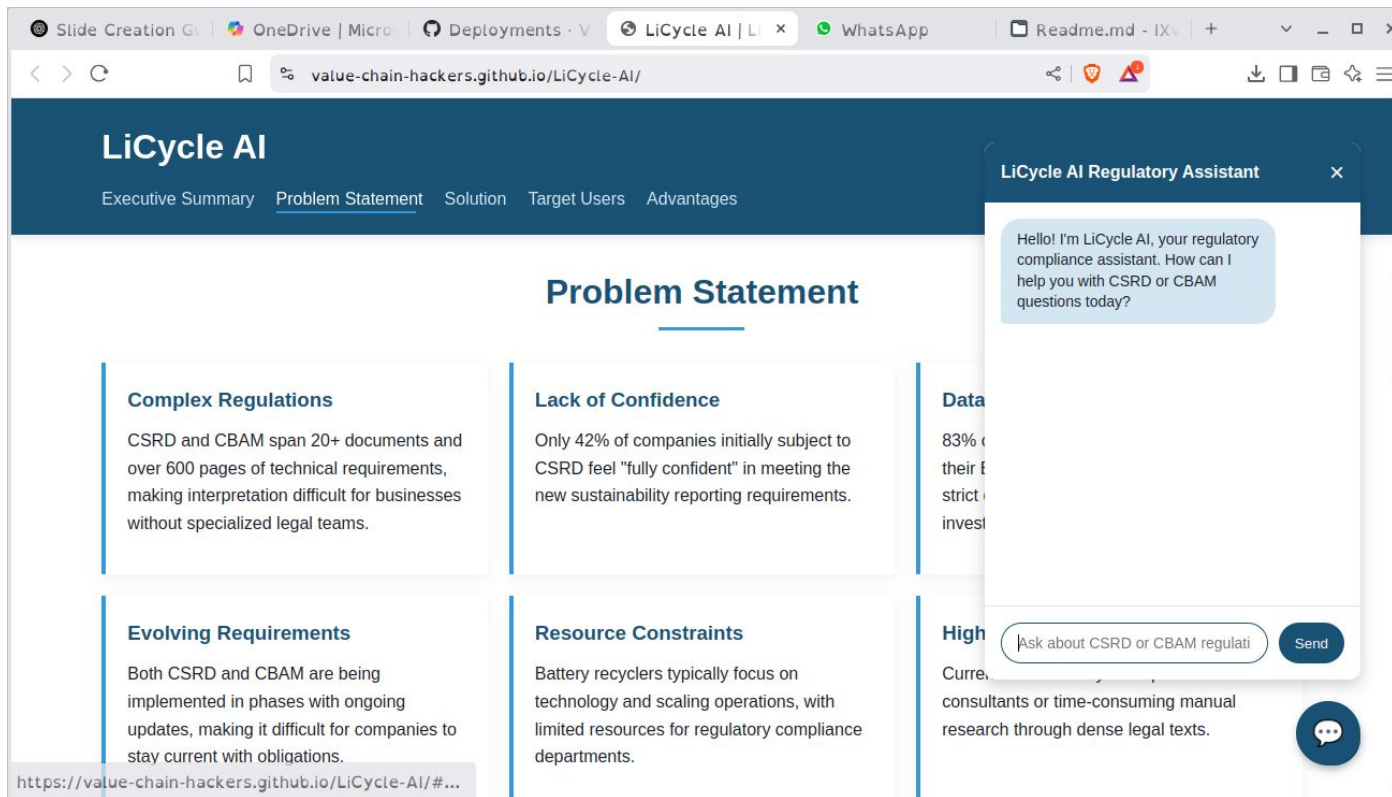 Slide Creation G
OneDrive | Micro
Deployments · V
LiCycle AI | L
WhatsApp
Readme.md - IX
value-chain-hackers.github.io/LiCycle-AI/
1
LiCycle AI
Executive Summary Problem Statement Solution Target Users Advantages
Problem Statement
Complex Regulations
CSRD and CBAM span 20+ documents and
over 600 pages of technical requirements,
making interpretation difficult for businesses
without specialized legal teams.
Lack of Confidence
Only 42% of companies initially subject to
CSRD feel "fully confident" in meeting the
new sustainability reporting requirements.
Data
83%
their
strict
invest
Evolving Requirements
Both CSRD and CBAM are being
implemented in phases with ongoing
updates, making it difficult for companies to
stay current with obligations.
Resource Constraints
Battery recyclers typically focus on
technology and scaling operations, with
limited resources for regulatory compliance
departments.
High
consultants or time-consuming manual
research through dense legal texts.
LiCycle AI Regulatory Assistant
Hello! I'm LiCycle AI, your regulatory
compliance assistant. How can I
help you with CSRD or CBAM
questions today?
Ask about CSRD or CBAM regulati
Send
https://value-chain-hackers.github.io/LiCycle-AI/#...